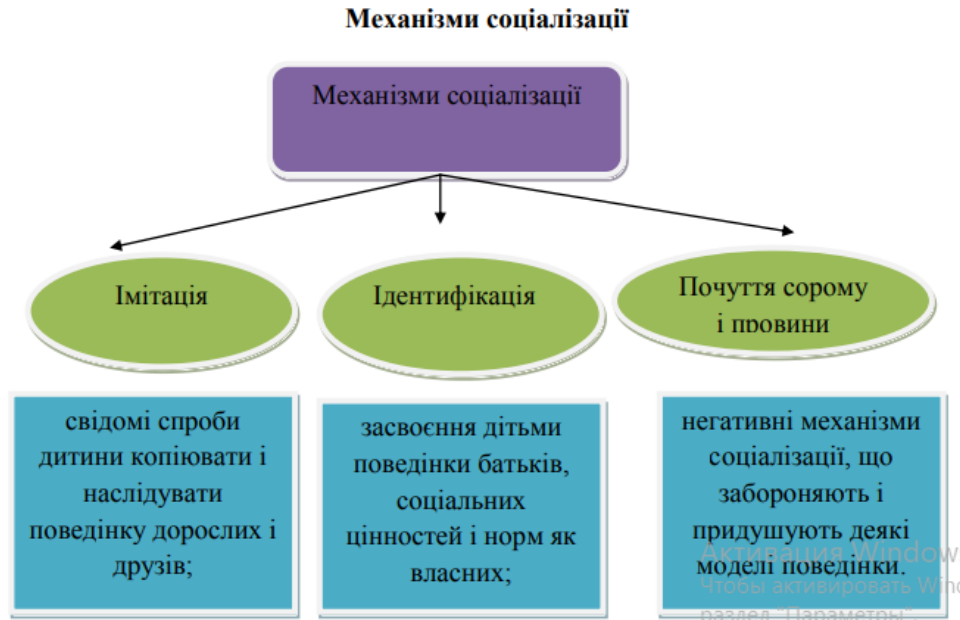 Механізми соціалізації
Механізми соціалізації
Імітація
Ідентифікація
Почуття сорому
і провини
свідомі спроби
дитини копіювати і
наслідувати
поведінку дорослих і
друзів;
засвоєння дітьми
поведінки батьків,
соціальних
цінностей і норм як
власних;
негативні механізми
соціалізації, що
забороняють і
придушують деякі
моделі поведінки.
Активация Window
Чтобы активировать Wind
раздел "Параметры".